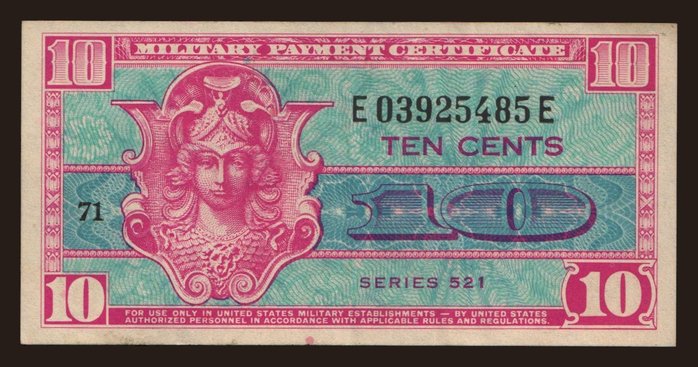 10 MILITARY PAYMENT CERTIFICATE 10
E 03925485 E
TEN CENTS
71
10
SERIES 521
10 10
FOR USE ONLY IN UNITED STATES MILITARY ESTABLISHMENTS — BY UNITED STATES
AUTHORIZED PERSONNEL IN ACCORDANCE WITH APPLICABLE RULES AND REGULATIONS.